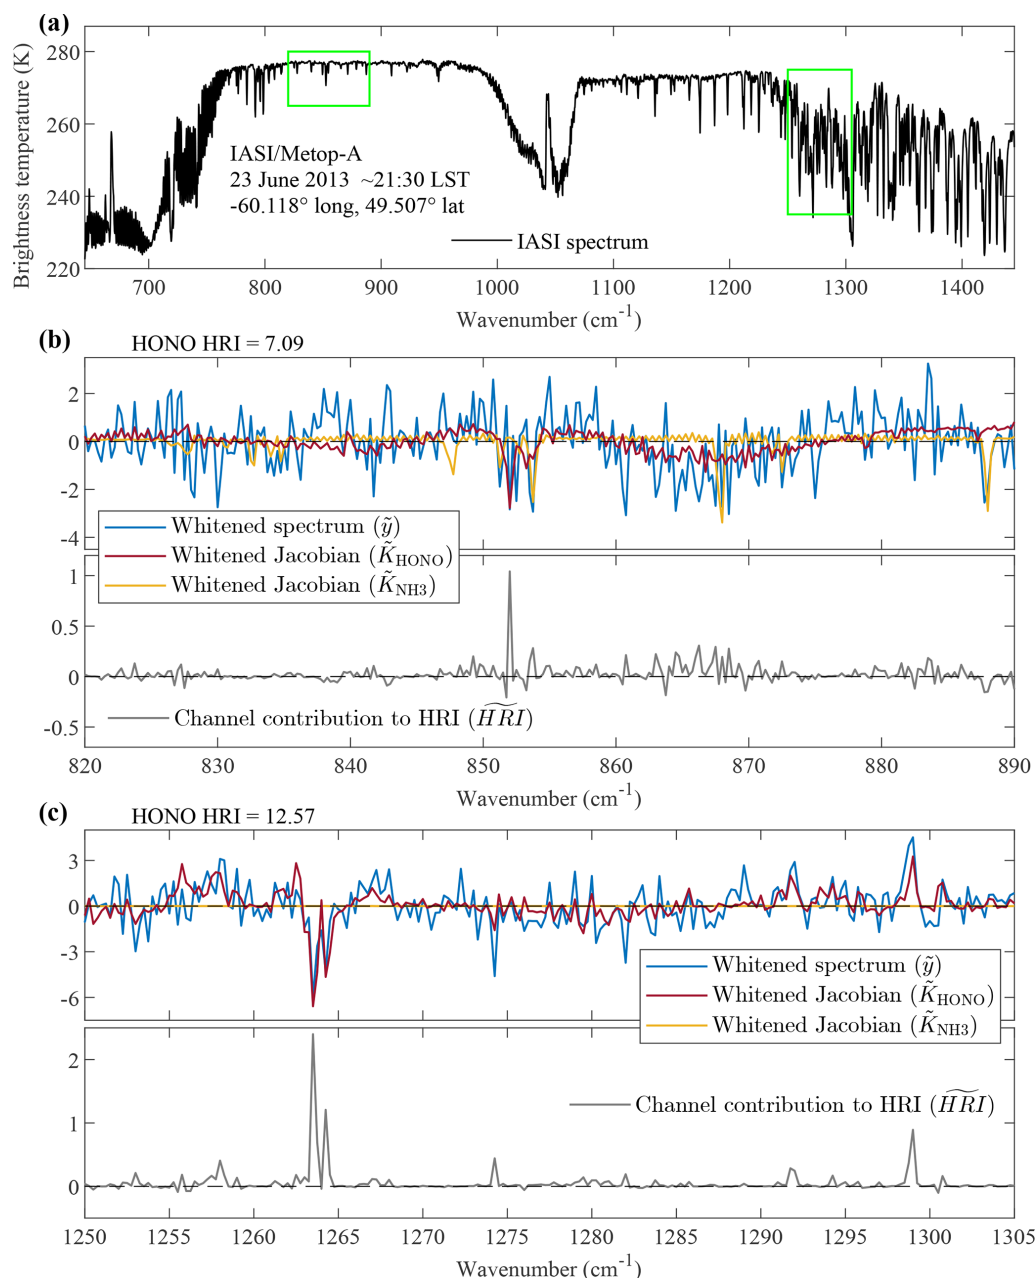 (a)
280
260
240
220
Brightness temperature (K)
IASI/Metop-A
23 June 2013 ~21:30 LST
-60.118° long, 49.507° lat
IASI spectrum
700 800 900 1000 1100 1200 1300 1400
Wavenumber (cm⁻¹)
(b)
HONO HRI = 7.09
2
0
-2
-4
Whitened spectrum (ỹ)
Whitened Jacobian (K̃HONO)
Whitened Jacobian (K̃NH3)
1
0.5
0
-0.5
Channel contribution to HRI (H͠RI)
820 830 840 850 860 870 880 890
Wavenumber (cm⁻¹)
(c)
HONO HRI = 12.57
3
0
-3
-6
Whitened spectrum (ỹ)
Whitened Jacobian (K̃HONO)
Whitened Jacobian (K̃NH3)
2
1
0
Channel contribution to HRI (H͠RI)
1250 1255 1260 1265 1270 1275 1280 1285 1290 1295 1300 1305
Wavenumber (cm⁻¹)